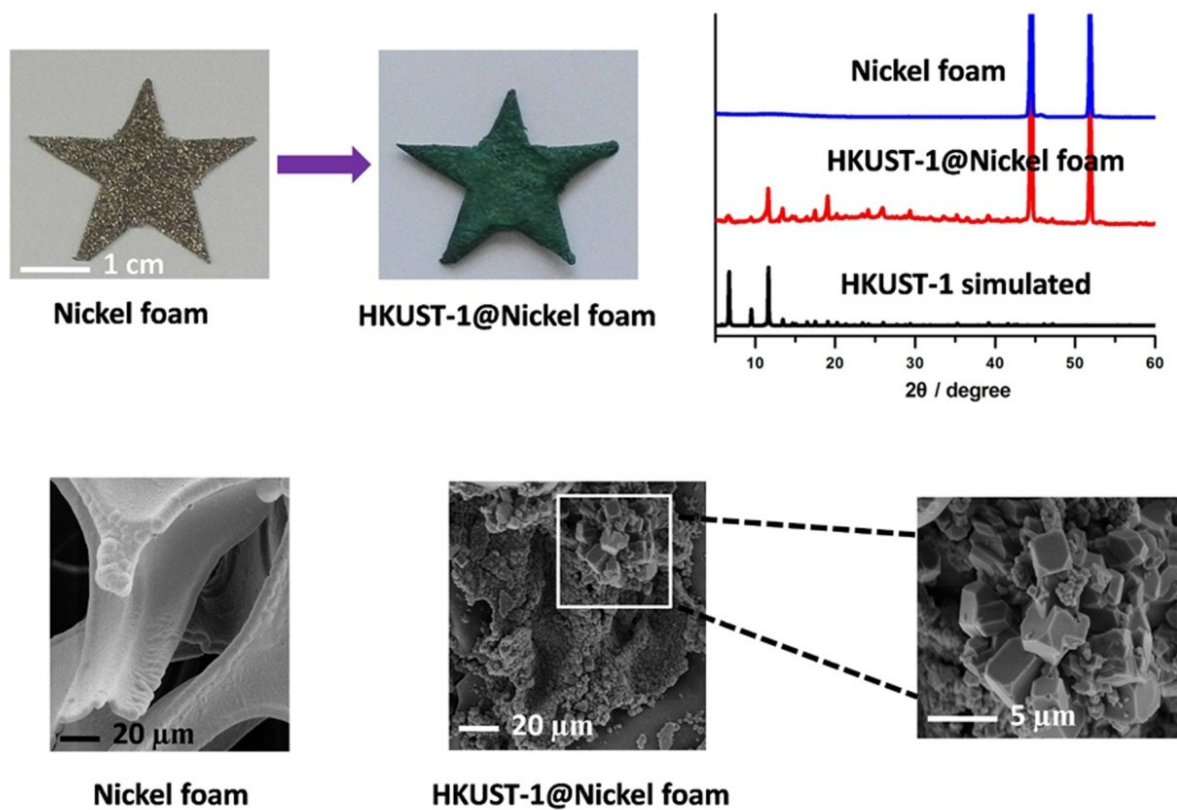 1 cm
Nickel foam
HKUST-1@Nickel foam
Nickel foam
HKUST-1@Nickel foam
HKUST-1 simulated
10 20 30 40 50 60
2θ / degree
20 µm
Nickel foam
20 µm
HKUST-1@Nickel foam
5 µm